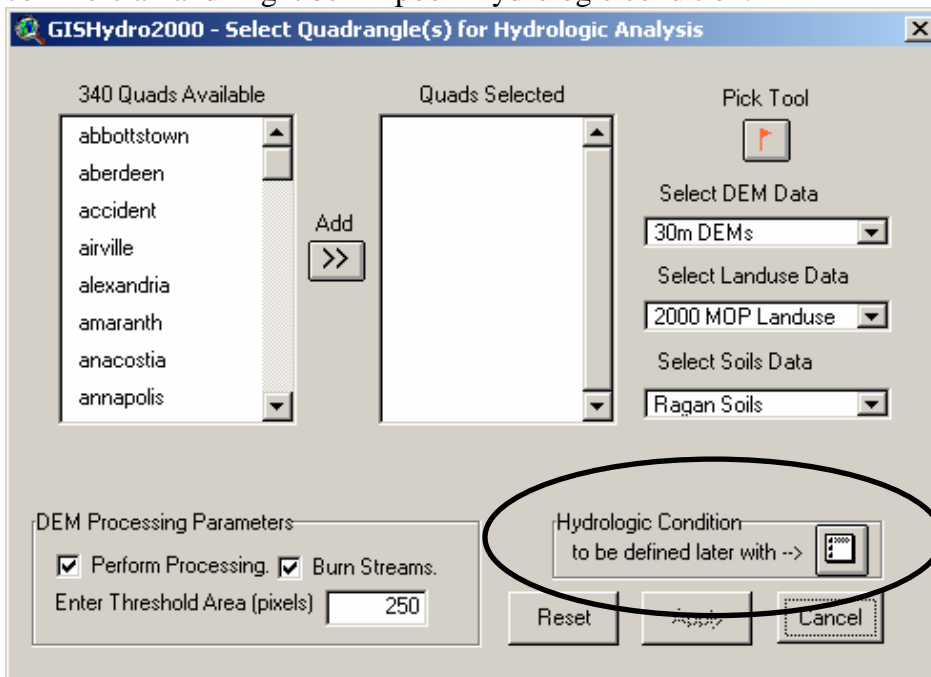 GISHydro2000 - Select Quadrangle(s) for Hydrologic Analysis
340 Quads Available
abbottstown
aberdeen
accident
airville
alexandria
amaranth
anacostia
annapolis
Add
>>
Quads Selected
Pick Tool
Select DEM Data
30m DEMs
Select Landuse Data
2000 MOP Landuse
Select Soils Data
Ragan Soils
DEM Processing Parameters
Perform Processing. Burn Streams.
Enter Threshold Area (pixels) 250
Hydrologic Condition
to be defined later with -->
Reset Apply Cancel